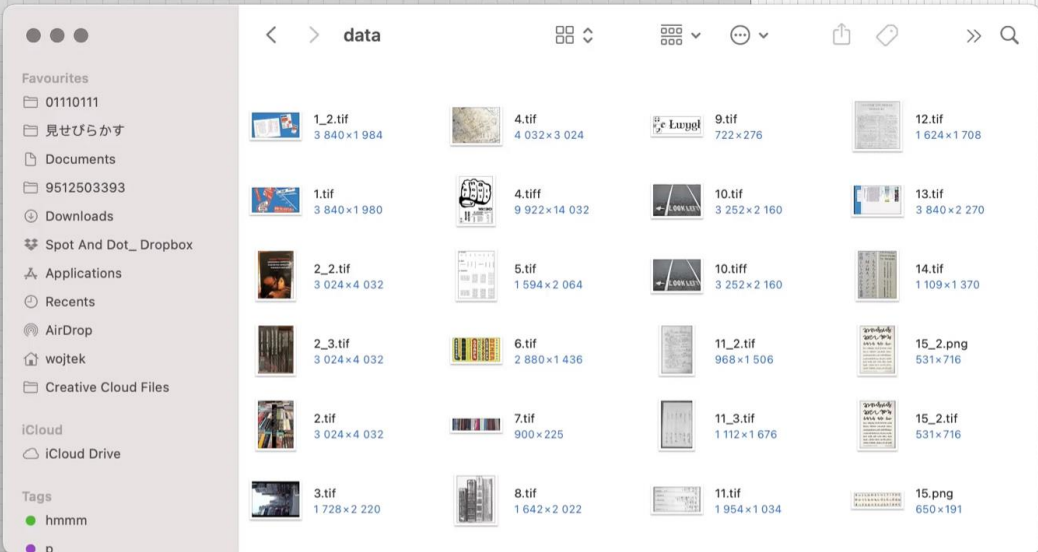 data
Favourites
01110111
見せびらかす
Documents
9512503393
Downloads
Spot And Dot_ Dropbox
Applications
Recents
AirDrop
wojtek
Creative Cloud Files
iCloud
iCloud Drive
Tags
hmmm
p
1_2.tif
3 840×1 984
1.tif
3 840×1 980
2_2.tif
3 024×4 032
2_3.tif
3 024×4 032
2.tif
3 024×4 032
3.tif
1 728×2 220
4.tif
4 032×3 024
4.tiff
9 922×14 032
5.tif
1 594×2 064
6.tif
2 880×1 436
7.tif
900×225
8.tif
1 642×2 022
9.tif
722×276
10.tif
3 252×2 160
LOOK LEFT
10.tiff
3 252×2 160
LOOK LEFT
11_2.tif
968×1 506
11_3.tif
1 112×1 676
11.tif
1 954×1 034
12.tif
1 624×1 708
13.tif
3 840×2 270
14.tif
1 109×1 370
15_2.png
531×716
15_2.tif
531×716
15.png
650×191